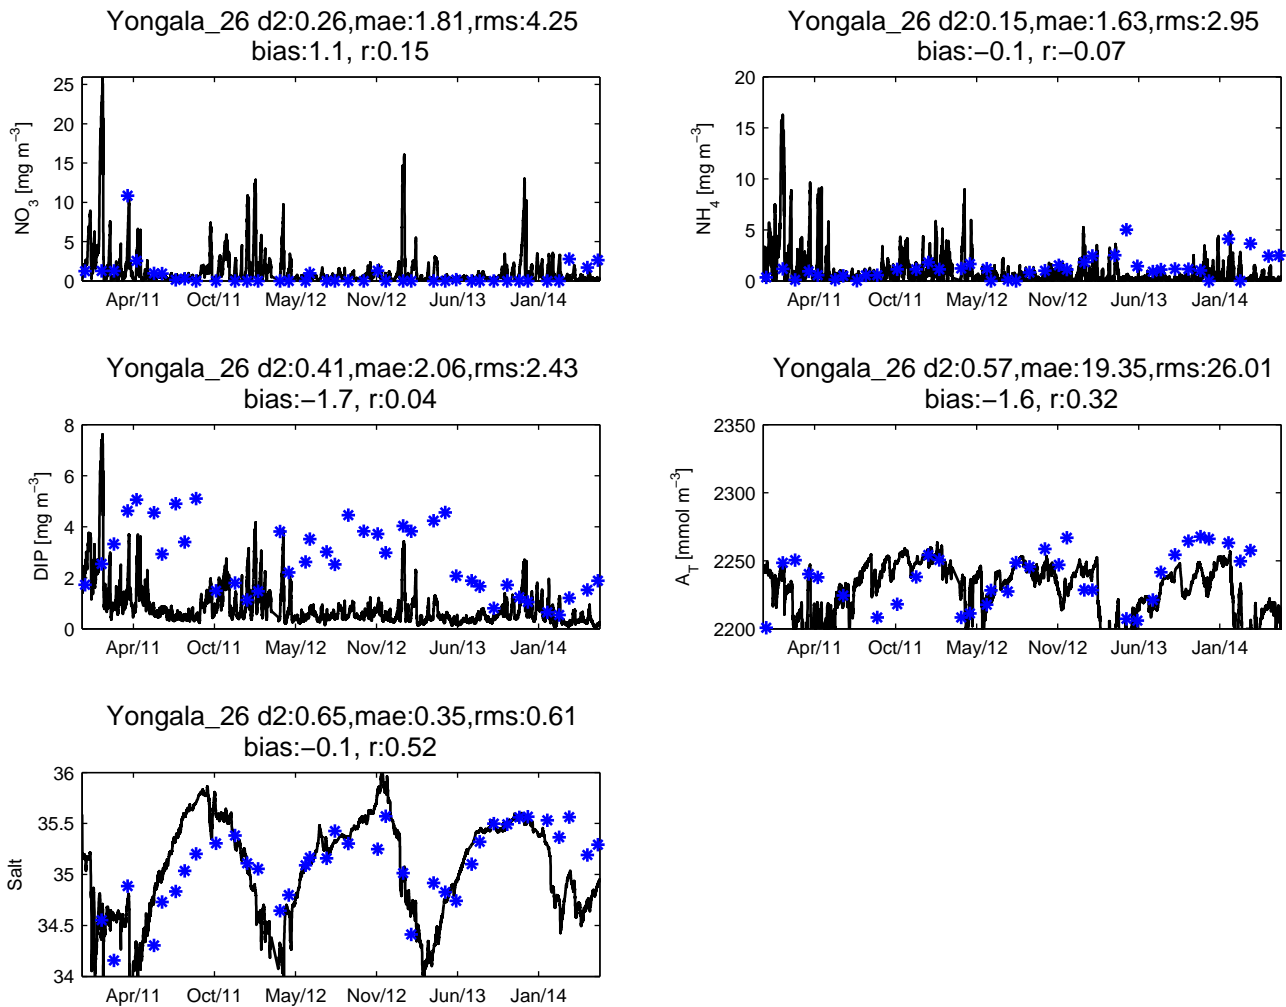 Yongala_26 d2:0.26,mae:1.81,rms:4.25
bias:1.1, r:0.15
25
20
15
10
5
0
NO3 [mg m−3]
Apr/11 Oct/11 May/12 Nov/12 Jun/13 Jan/14
Yongala_26 d2:0.15,mae:1.63,rms:2.95
bias:−0.1, r:−0.07
20
15
10
5
0
NH4 [mg m−3]
Apr/11 Oct/11 May/12 Nov/12 Jun/13 Jan/14
Yongala_26 d2:0.41,mae:2.06,rms:2.43
bias:−1.7, r:0.04
8
6
4
2
0
DIP [mg m−3]
Apr/11 Oct/11 May/12 Nov/12 Jun/13 Jan/14
Yongala_26 d2:0.57,mae:19.35,rms:26.01
bias:−1.6, r:0.32
2350
2300
2250
2200
AT [mmol m−3]
Apr/11 Oct/11 May/12 Nov/12 Jun/13 Jan/14
Yongala_26 d2:0.65,mae:0.35,rms:0.61
bias:−0.1, r:0.52
36
35.5
35
34.5
34
Salt
Apr/11 Oct/11 May/12 Nov/12 Jun/13 Jan/14